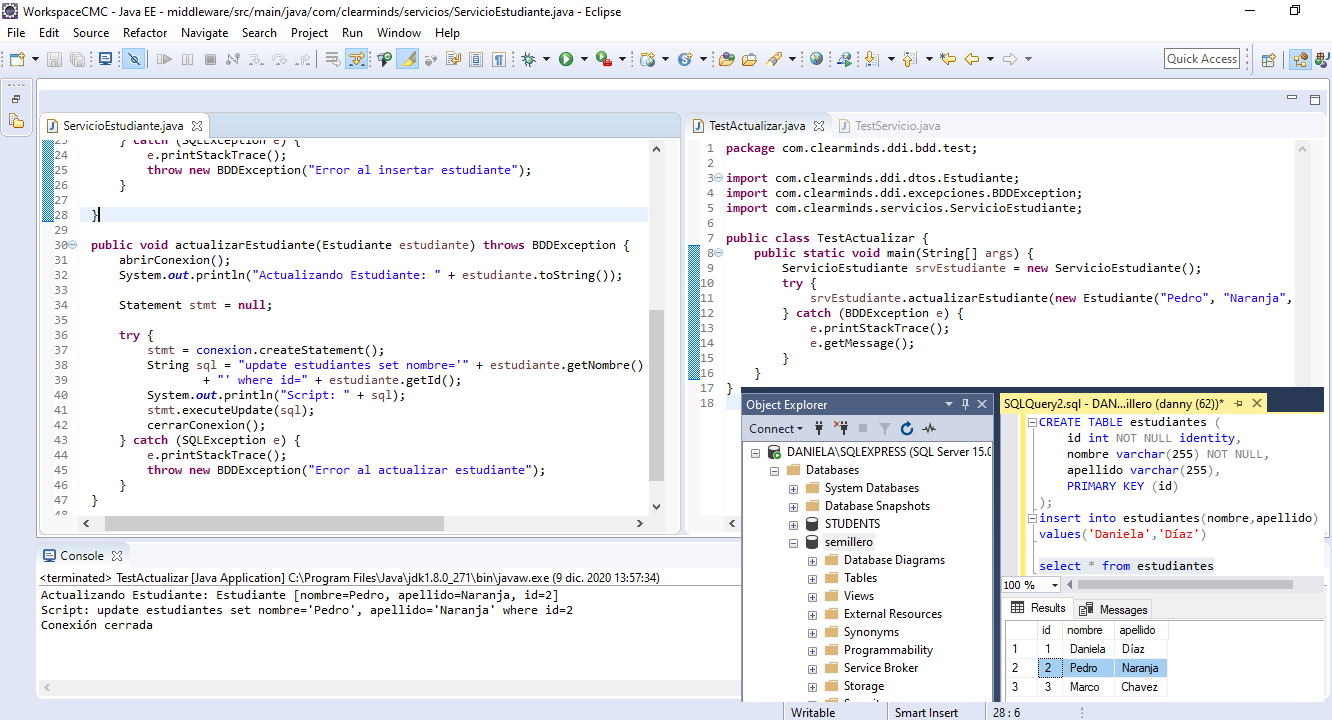 WorkspaceCMC - Java EE - middleware/src/main/java/com/clearminds/servicios/ServicioEstudiante.java - Eclipse
File Edit Source Refactor Navigate Search Project Run Window Help
Quick Access
ServicioEstudiante.java
23 } catch (SQLException e) {
24 e.printStackTrace();
25 throw new BDDException("Error al insertar estudiante");
26 }
27
28 }
29
30 public void actualizarEstudiante(Estudiante estudiante) throws BDDException {
31 abrirConexion();
32 System.out.println("Actualizando Estudiante: " + estudiante.toString());
33
34 Statement stmt = null;
35
36 try {
37 stmt = conexion.createStatement();
38 String sql = "update estudiantes set nombre='" + estudiante.getNombre()
39 + "' where id=" + estudiante.getId();
40 System.out.println("Script: " + sql);
41 stmt.executeUpdate(sql);
42 cerrarConexion();
43 } catch (SQLException e) {
44 e.printStackTrace();
45 throw new BDDException("Error al actualizar estudiante");
46 }
47 }
48
TestActualizar.java TestServicio.java
1 package com.clearminds.ddi.bdd.test;
2
3 import com.clearminds.ddi.dtos.Estudiante;
4 import com.clearminds.ddi.excepciones.BDDException;
5 import com.clearminds.servicios.ServicioEstudiante;
6
7 public class TestActualizar {
8 public static void main(String[] args) {
9 ServicioEstudiante srvEstudiante = new ServicioEstudiante();
10 try {
11 srvEstudiante.actualizarEstudiante(new Estudiante("Pedro", "Naranja",
12 } catch (BDDException e) {
13 e.printStackTrace();
14 e.getMessage();
15 }
16 }
17 }
18
Console
<terminated> TestActualizar [Java Application] C:\Program Files\Java\jdk1.8.0_271\bin\javaw.exe (9 dic. 2020 13:57:34)
Actualizando Estudiante: Estudiante [nombre=Pedro, apellido=Naranja, id=2]
Script: update estudiantes set nombre='Pedro', apellido='Naranja' where id=2
Conexión cerrada
Object Explorer
Connect
DANIELA\SQLEXPRESS (SQL Server 15.0
Databases
System Databases
Database Snapshots
STUDENTS
semillero
Database Diagrams
Tables
Views
External Resources
Synonyms
Programmability
Service Broker
Storage
SQLQuery2.sql - DAN...illero (danny (62))*
CREATE TABLE estudiantes (
id int NOT NULL identity,
nombre varchar(255) NOT NULL,
apellido varchar(255),
PRIMARY KEY (id)
);
insert into estudiantes(nombre,apellido)
values('Daniela','Díaz')
select * from estudiantes
100 %
Results Messages
id nombre apellido
1 1 Daniela Díaz
2 2 Pedro Naranja
3 3 Marco Chavez
Writable Smart Insert 28 : 6